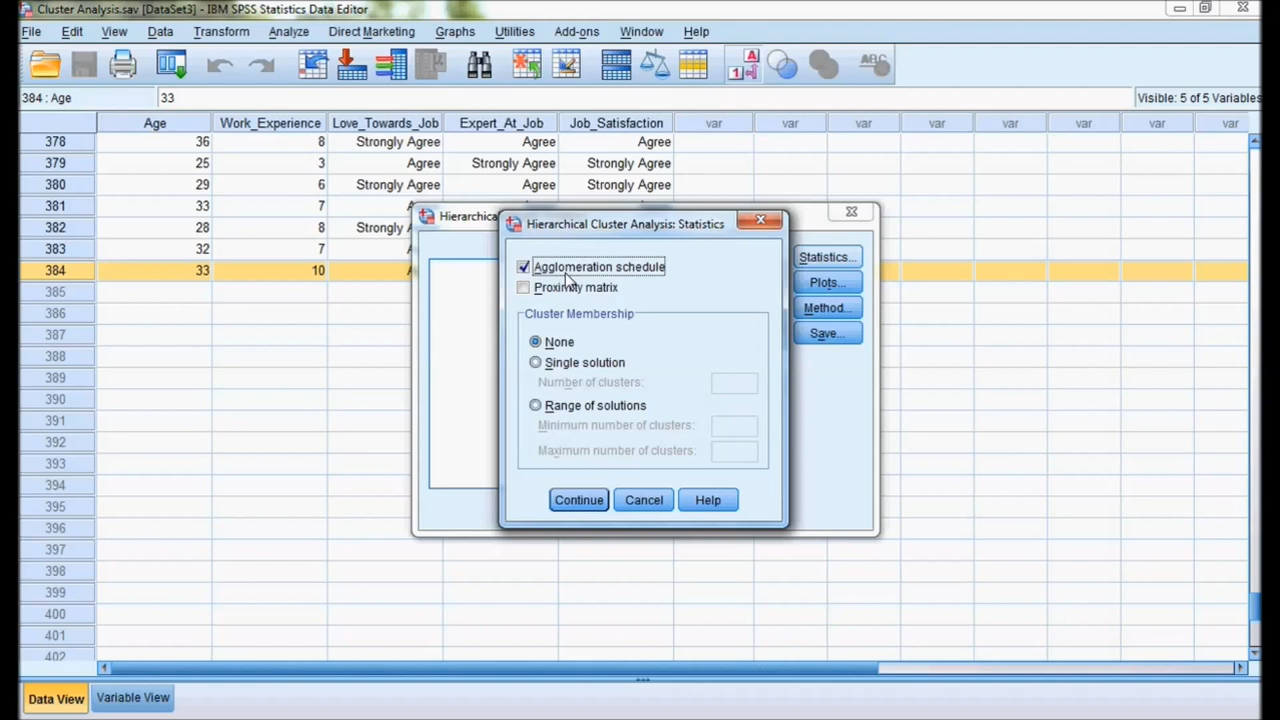 Cluster Analysis.sav [DataSet3] - IBM SPSS Statistics Data Editor
File Edit View Data Transform Analyze Direct Marketing Graphs Utilities Add-ons Window Help
384 : Age 33 Visible: 5 of 5 Variables
Age Work_Experience Love_Towards_Job Expert_At_Job Job_Satisfaction var var var var var
378 36 8 Strongly Agree Agree Agree
379 25 3 Agree Strongly Agree Strongly Agree
380 29 6 Strongly Agree Agree Strongly Agree
381 33 7
382 28 8 Strongly
383 32 7
384 33 10
385
386
387
388
389
390
391
392
393
394
395
396
397
398
399
400
401
402
Hierarchica
Hierarchical Cluster Analysis: Statistics
Agglomeration schedule
Proximity matrix
Cluster Membership
None
Single solution
Number of clusters:
Range of solutions
Minimum number of clusters:
Maximum number of clusters:
Continue Cancel Help
Statistics...
Plots...
Method...
Save...
Data View Variable View